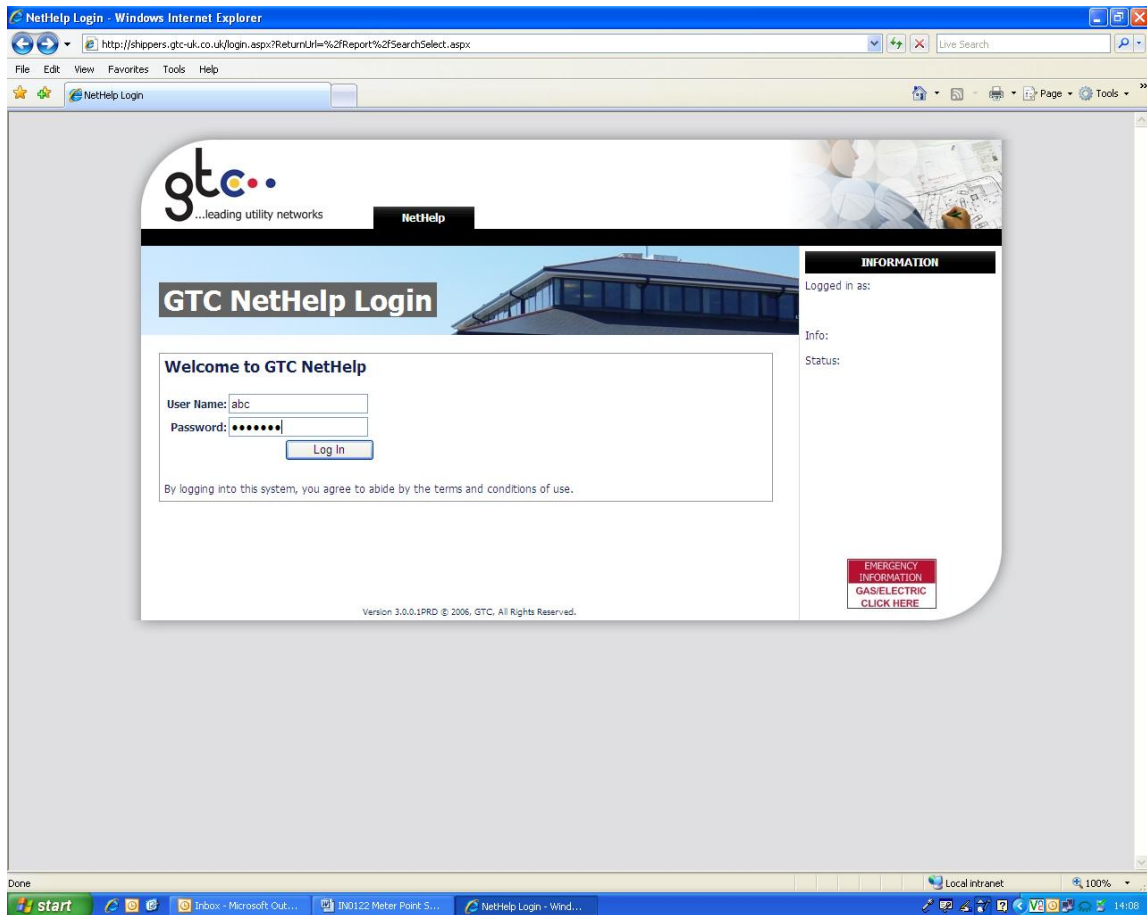 NetHelp Login - Windows Internet Explorer
http://shippers.gtc-uk.co.uk/login.aspx?ReturnUrl=%2fReport%2fSearchSelect.aspx
Live Search
File Edit View Favorites Tools Help
NetHelp Login
Page Tools
gtc
...leading utility networks
NetHelp
INFORMATION
GTC NetHelp Login
Logged in as:
Info:
Status:
Welcome to GTC NetHelp
User Name: abc
Password: •••••••
Log In
By logging into this system, you agree to abide by the terms and conditions of use.
EMERGENCY
INFORMATION
GAS/ELECTRIC
CLICK HERE
Version 3.0.0.1PRD © 2006, GTC, All Rights Reserved.
Done
Local intranet
100%
start
Inbox - Microsoft Out...
IN0122 Meter Point S...
NetHelp Login - Wind...
14:08